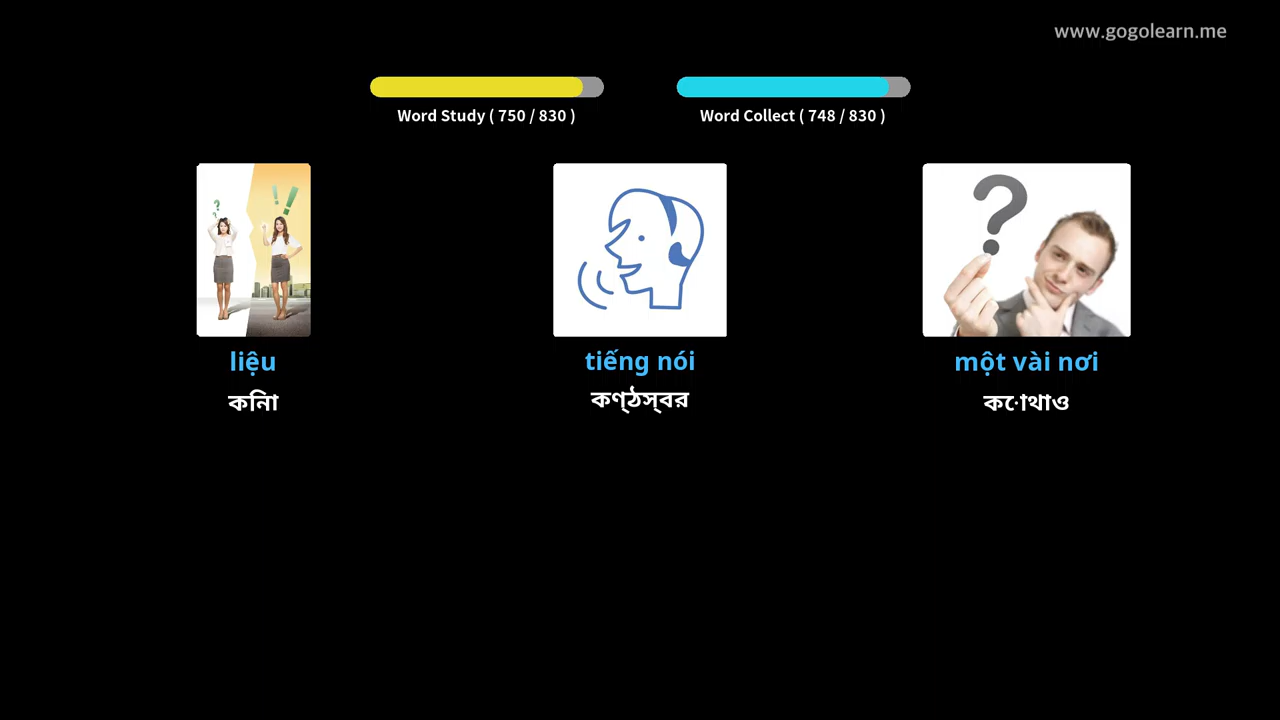 www.gogolearn.me
Word Study ( 750 / 830 )
Word Collect ( 748 / 830 )
liệu
tiếng nói
một vài nơi
কিনা
কণ্ঠস্বর
কোথাও